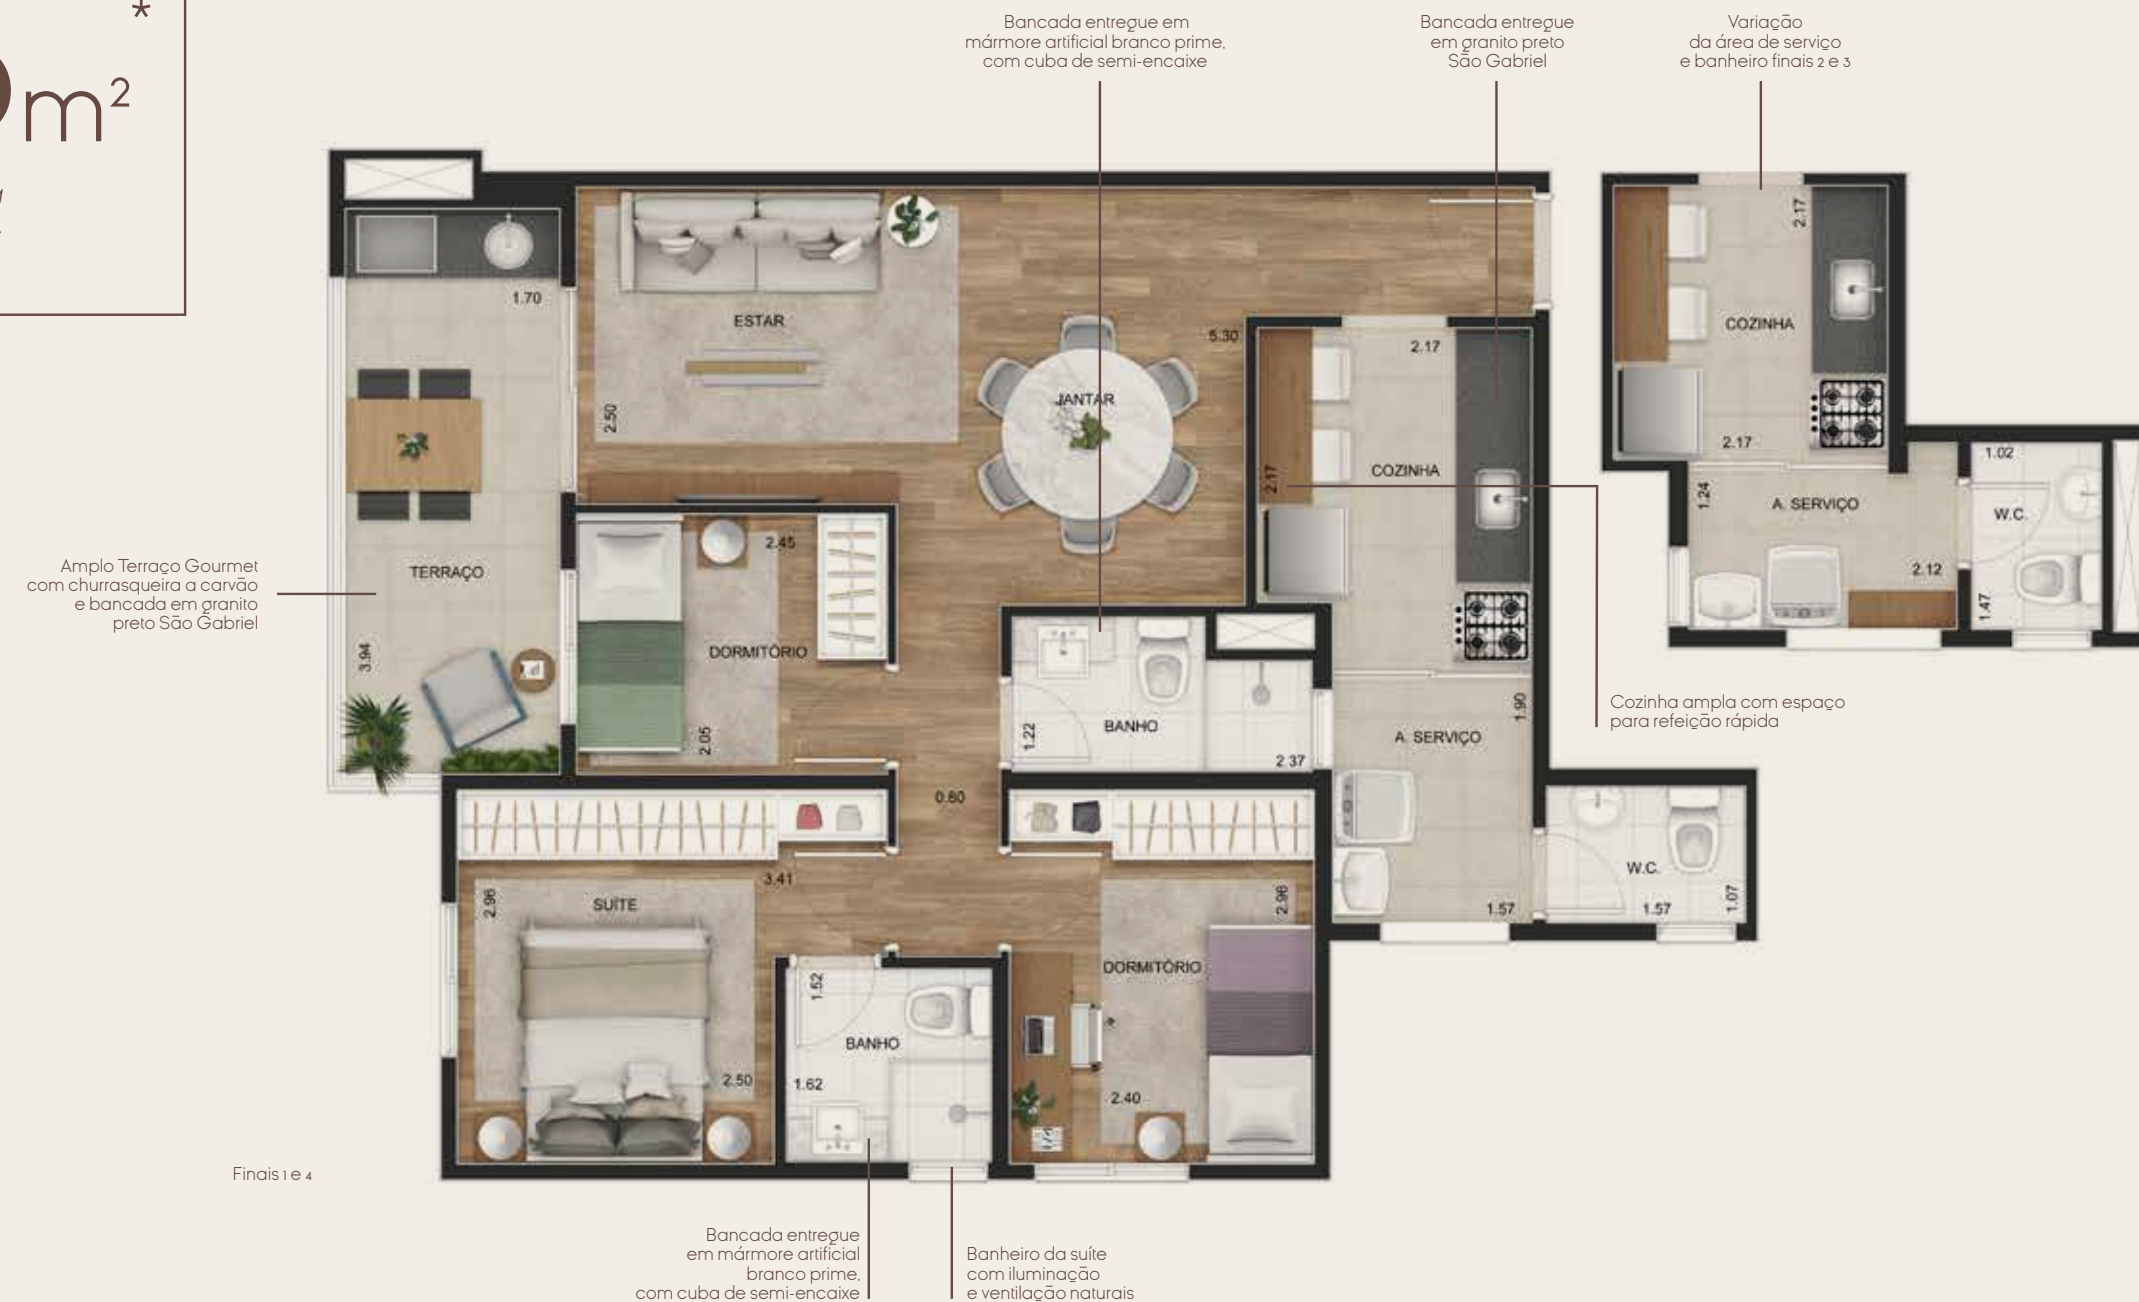 *
m²
Bancada entregue em
mármore artificial branco prime,
com cuba de semi-encaixe
Bancada entregue
em granito preto
São Gabriel
Variação
da área de serviço
e banheiro finais 2 e 3
1.70
ESTAR
5.30
2.50
JANTAR
2.17
COZINHA
2.17
2.17
COZINHA
2.17
1.24
A. SERVIÇO
2.12
1.02
W.C.
1.47
Amplo Terraço Gourmet
com churrasqueira a carvão
e bancada em granito
preto São Gabriel
TERRAÇO
3.94
2.45
DORMITÓRIO
2.05
1.22
BANHO
2.37
1.90
A. SERVIÇO
1.57
Cozinha ampla com espaço
para refeição rápida
W.C.
1.57
1.07
0.80
3.41
2.96
SUÍTE
2.50
1.52
BANHO
1.62
2.96
DORMITÓRIO
2.40
Finais 1 e 4
Bancada entregue
em mármore artificial
branco prime,
com cuba de semi-encaixe
Banheiro da suíte
com iluminação
e ventilação naturais